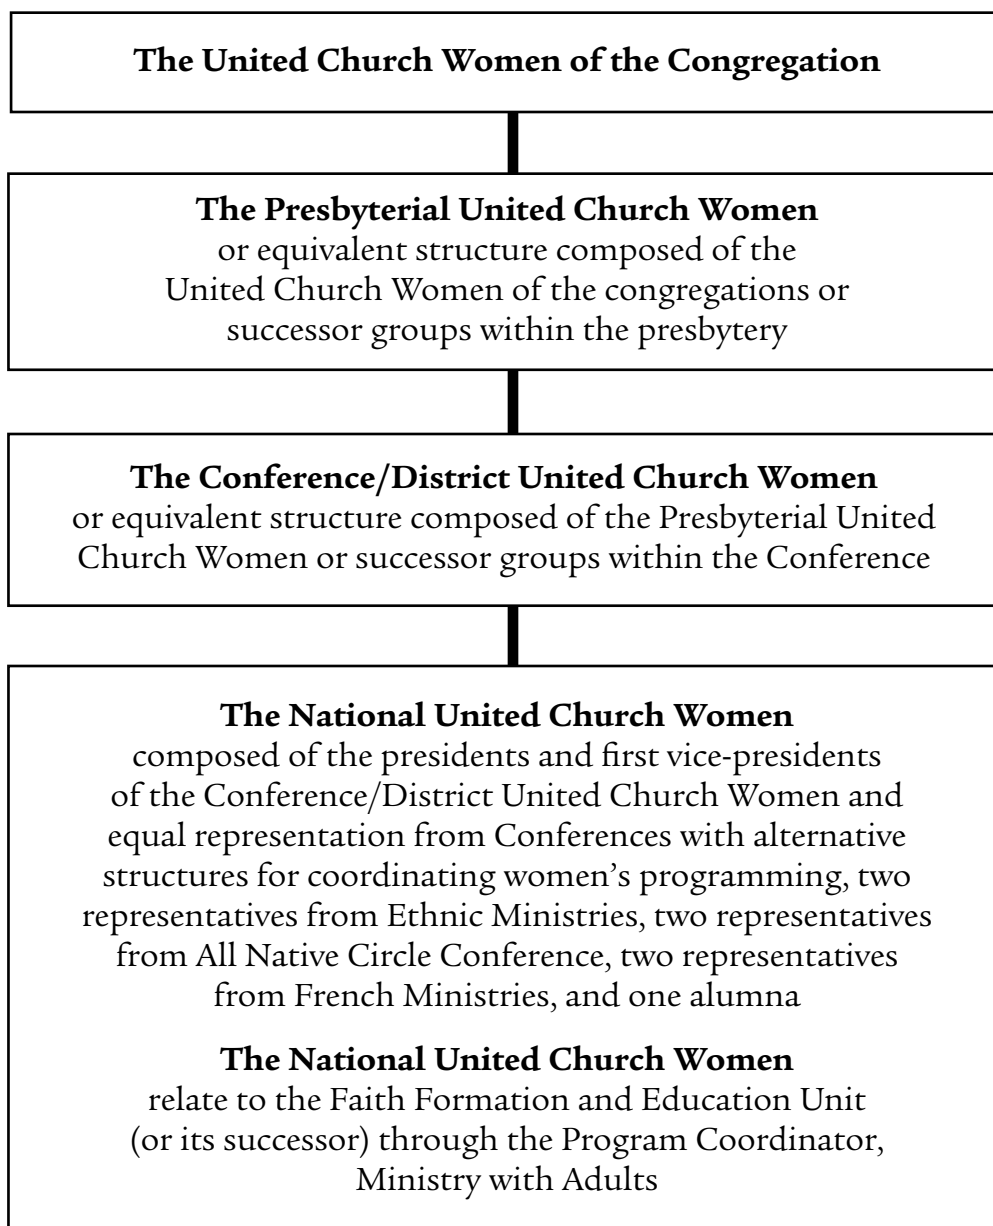 The United Church Women of the Congregation
The Presbyterial United Church Women
or equivalent structure composed of the
United Church Women of the congregations or
successor groups within the presbytery
The Conference/District United Church Women
or equivalent structure composed of the Presbyterial United
Church Women or successor groups within the Conference
The National United Church Women
composed of the presidents and first vice-presidents
of the Conference/District United Church Women and
equal representation from Conferences with alternative
structures for coordinating women’s programming, two
representatives from Ethnic Ministries, two representatives
from All Native Circle Conference, two representatives
from French Ministries, and one alumna
The National United Church Women
relate to the Faith Formation and Education Unit
(or its successor) through the Program Coordinator,
Ministry with Adults